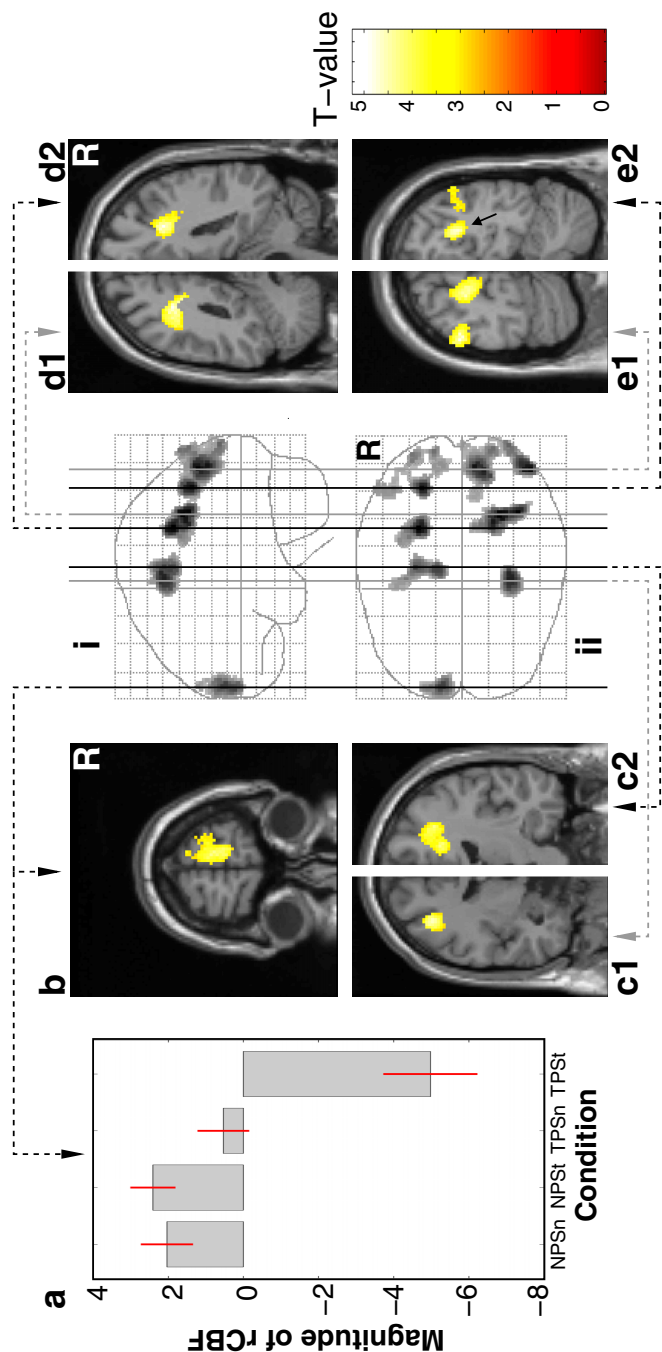 a
Magnitude of rCBF
4
2
0
−2
−4
−6
−8
NPSn NPSt TPSn TPSt
Condition
b
R
c1
c2
i
ii
R
d1
d2
R
e1
e2
T−value
5
4
3
2
1
0